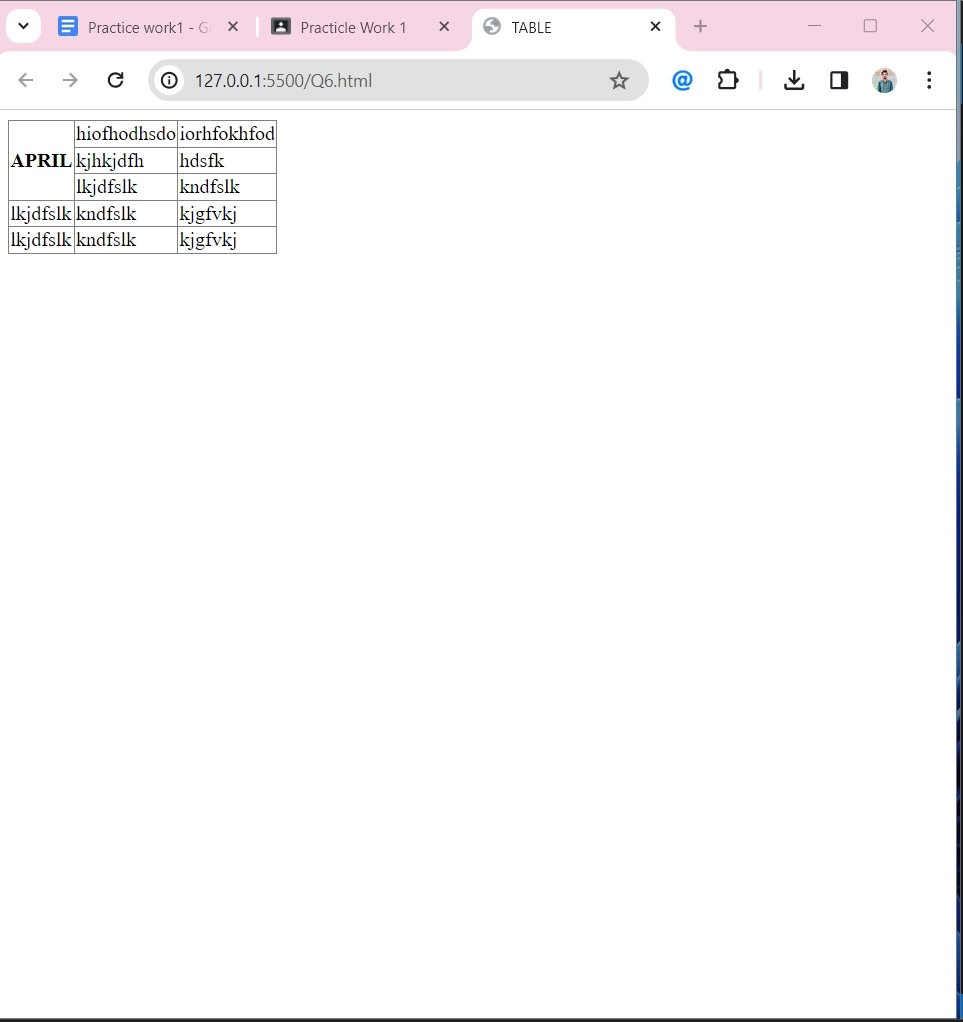 Practice work1 - G
Practicle Work 1
TABLE
127.0.0.1:5500/Q6.html
APRIL hiofhodhsdo iorhfokhfod
kjhkjdfh hdsfk
lkjdfslk kndfslk
lkjdfslk kndfslk kjgfvkj
lkjdfslk kndfslk kjgfvkj